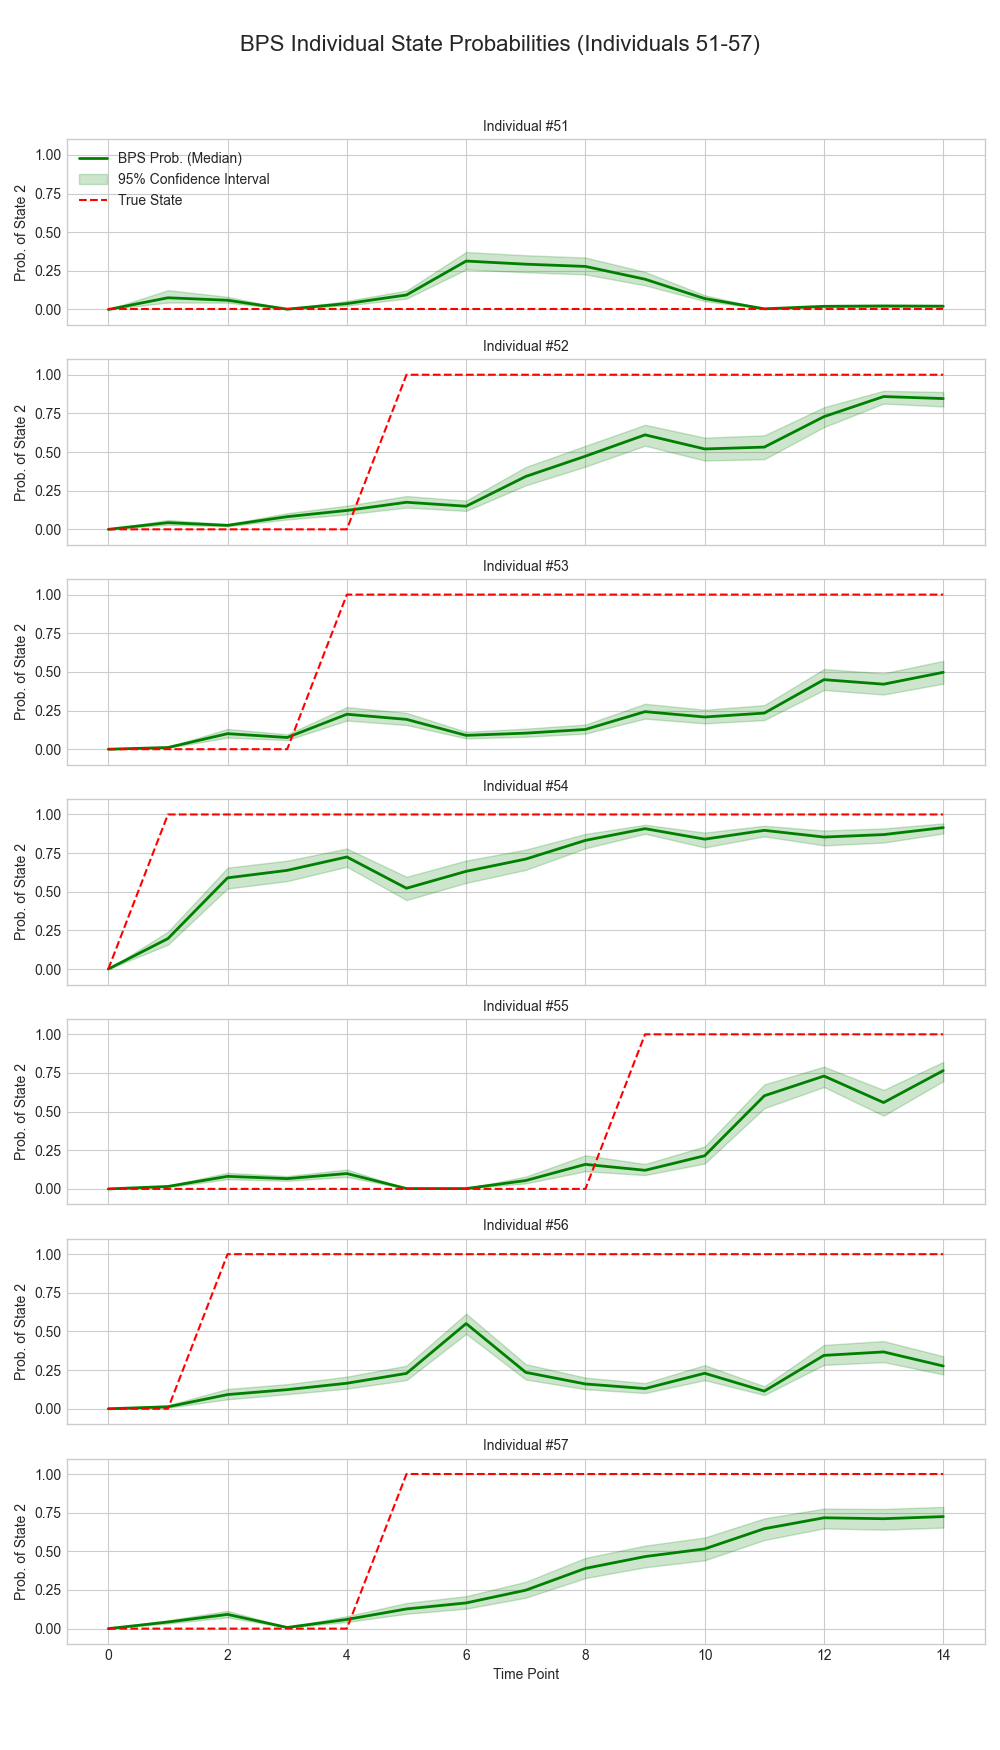 BPS Individual State Probabilities (Individuals 51-57)
Individual #51
BPS Prob. (Median)
95% Confidence Interval
True State
Prob. of State 2
1.00
0.75
0.50
0.25
0.00
Individual #52
Prob. of State 2
1.00
0.75
0.50
0.25
0.00
Individual #53
Prob. of State 2
1.00
0.75
0.50
0.25
0.00
Individual #54
Prob. of State 2
1.00
0.75
0.50
0.25
0.00
Individual #55
Prob. of State 2
1.00
0.75
0.50
0.25
0.00
Individual #56
Prob. of State 2
1.00
0.75
0.50
0.25
0.00
Individual #57
Prob. of State 2
1.00
0.75
0.50
0.25
0.00
0 2 4 6 8 10 12 14
Time Point